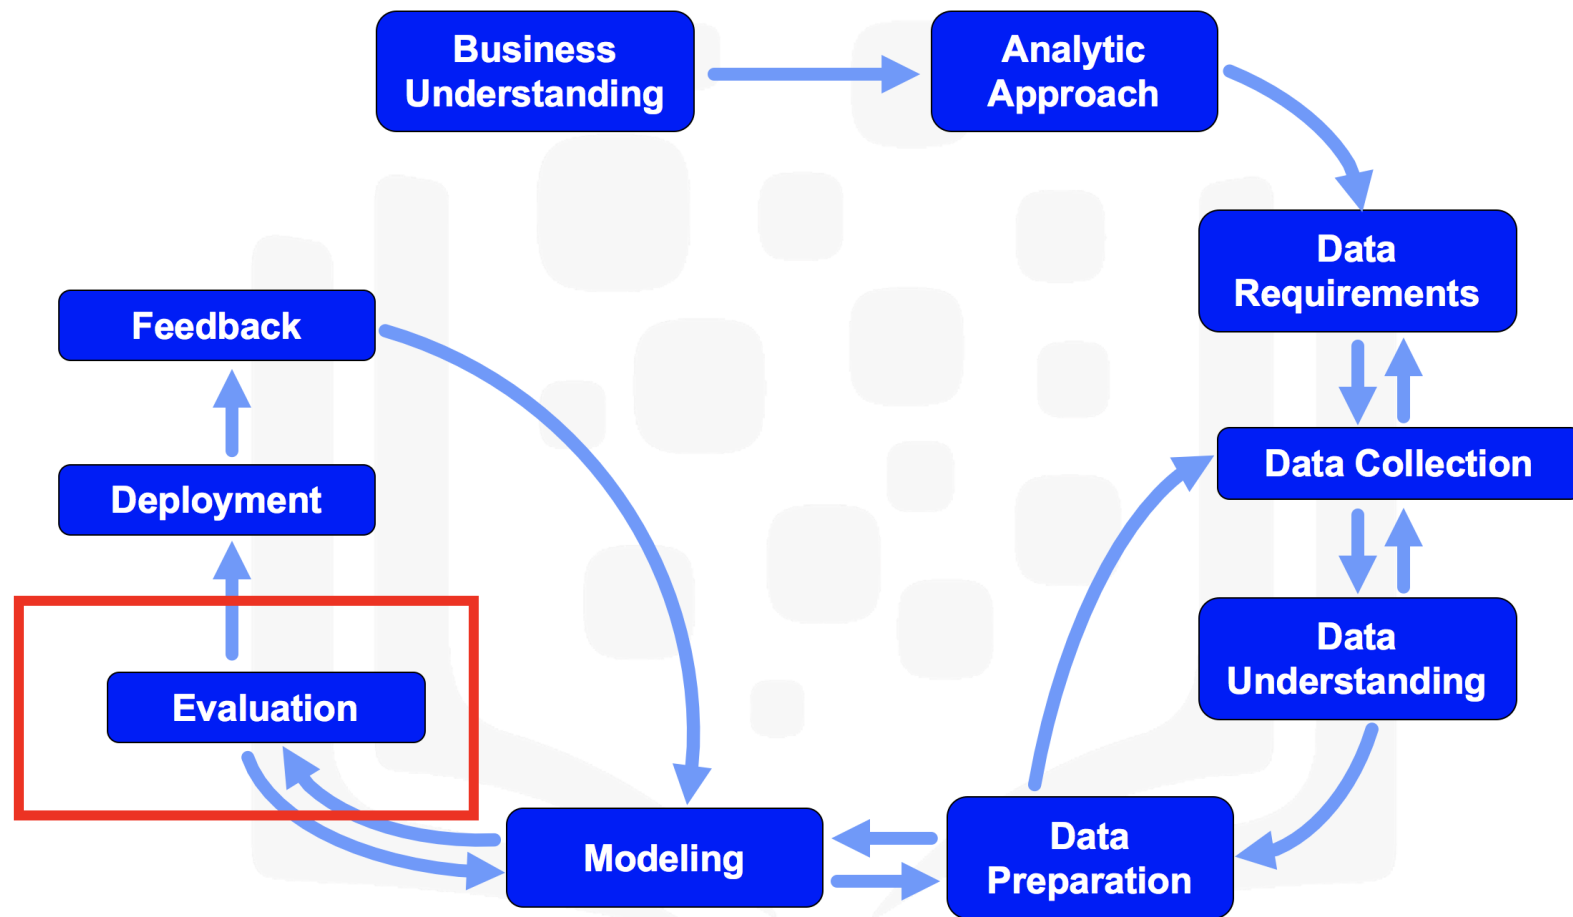 Business
Understanding
Analytic
Approach
Data
Requirements
Feedback
Data Collection
Deployment
Data
Understanding
Evaluation
Modeling
Data
Preparation